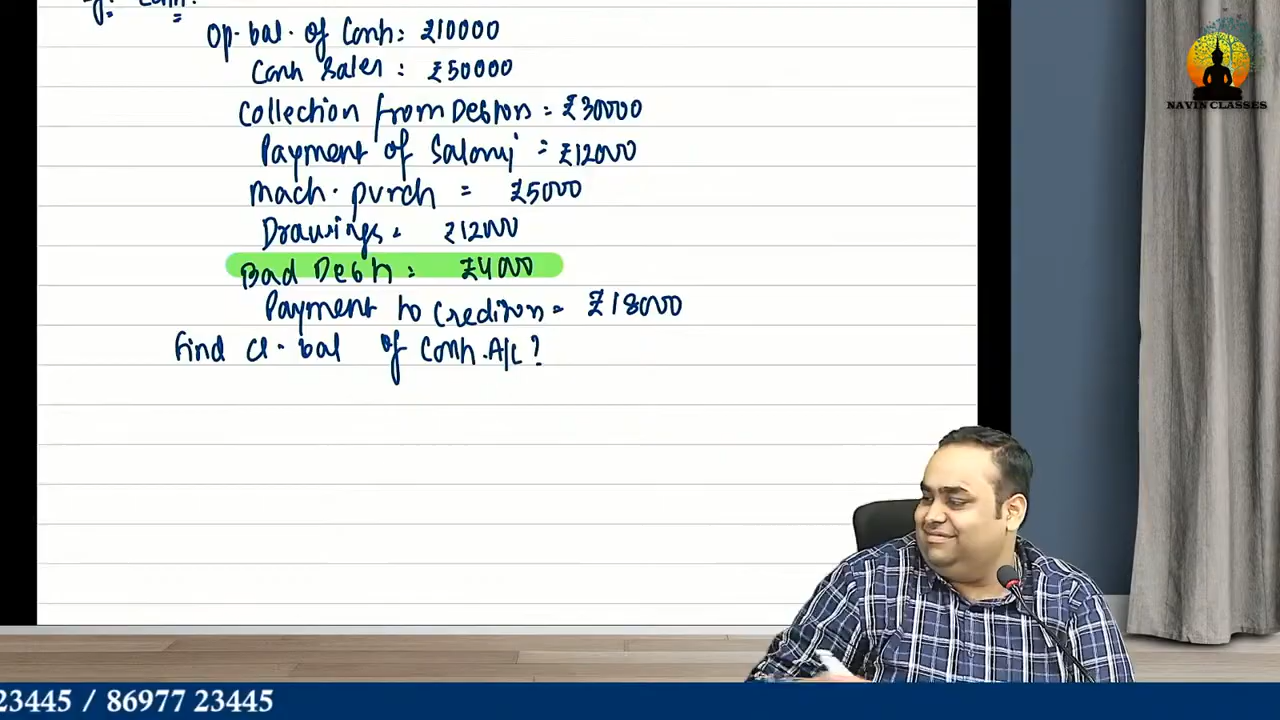 Op. bal. of Cash: ₹10000
Cash Sales: ₹50000
Collection from Debtors = ₹30000
Payment of Salary = ₹12000
Mach. purch = ₹5000
Drawings = ₹12000
Bad Debts: ₹4000
Payment to Creditors = ₹18000
Find cl. bal of Cash A/c?
NAVIN CLASSES
23445 / 86977 23445